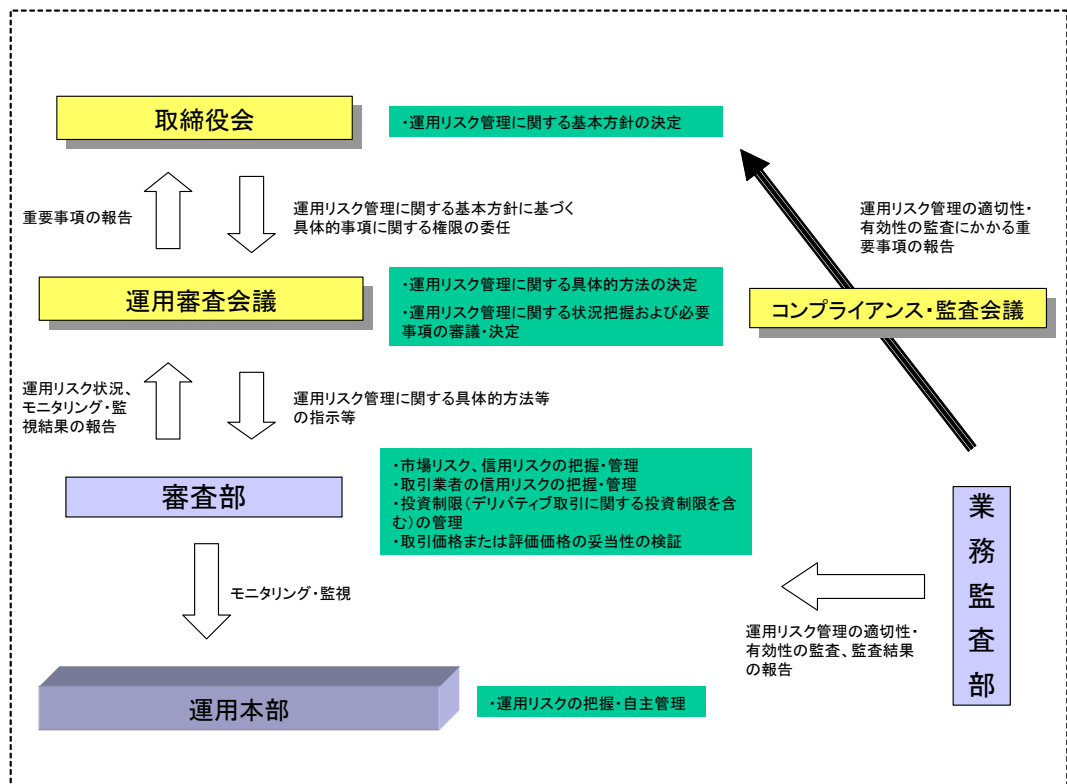 取締役会
・運用リスク管理に関する基本方針の決定
重要事項の報告
運用リスク管理に関する基本方針に基づく
具体的事項に関する権限の委任
運用リスク管理の適切性・
有効性の監査にかかる重
要事項の報告
運用審査会議
・運用リスク管理に関する具体的方法の決定
・運用リスク管理に関する状況把握および必要
事項の審議・決定
コンプライアンス・監査会議
運用リスク状況、
モニタリング・監
視結果の報告
運用リスク管理に関する具体的方法等
の指示等
審査部
・市場リスク、信用リスクの把握・管理
・取引業者の信用リスクの把握・管理
・投資制限（デリバティブ取引に関する投資制限を含
む）の管理
・取引価格または評価価格の妥当性の検証
業
務
監
査
部
モニタリング・監視
運用リスク管理の適切性・
有効性の監査、監査結果
の報告
運用本部
・運用リスクの把握・自主管理